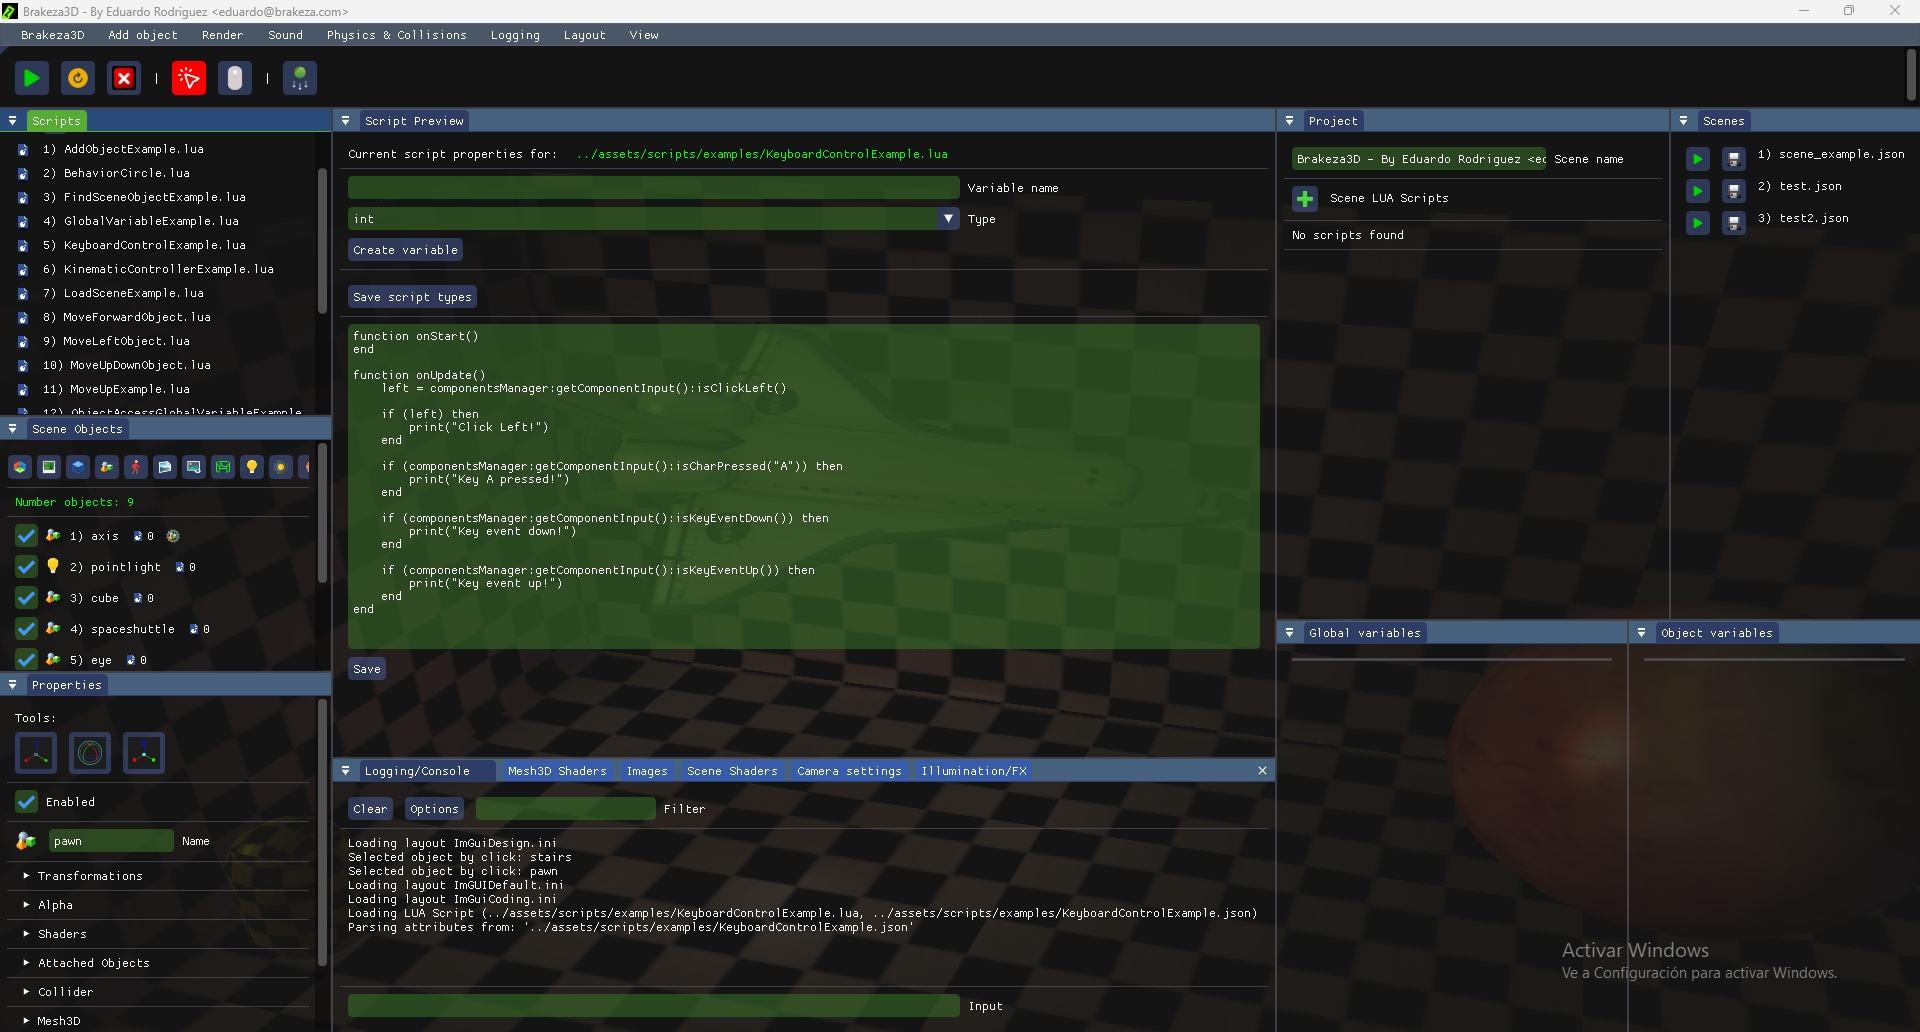 Brakeza3D - By Eduardo Rodriguez <eduardo@brakeza.com>
Brakeza3D Add object Render Sound Physics & Collisions Logging Layout View
Scripts
1) AddObjectExample.lua
2) BehaviorCircle.lua
3) FindSceneObjectExample.lua
4) GlobalVariableExample.lua
5) KeyboardControlExample.lua
6) KinematicControllerExample.lua
7) LoadSceneExample.lua
8) MoveForwardObject.lua
9) MoveLeftObject.lua
10) MoveUpDownObject.lua
11) MoveUpExample.lua
12) ObjectAccessGlobalVariableExample
Scene Objects
Number objects: 9
1) axis 0
2) pointlight 0
3) cube 0
4) spaceshuttle 0
5) eye 0
Properties
Tools:
Enabled
pawn Name
Transformations
Alpha
Shaders
Attached Objects
Collider
Mesh3D
Script Preview
Current script properties for: ../assets/scripts/examples/KeyboardControlExample.lua
Variable name
int Type
Create variable
Save script types
function onStart()
end
function onUpdate()
left = componentsManager:getComponentInput():isClickLeft()
if (left) then
print("Click Left!")
end
if (componentsManager:getComponentInput():isCharPressed("A")) then
print("Key A pressed!")
end
if (componentsManager:getComponentInput():isKeyEventDown()) then
print("Key event down!")
end
if (componentsManager:getComponentInput():isKeyEventUp()) then
print("Key event up!")
end
end
Save
Logging/Console Mesh3D Shaders Images Scene Shaders Camera settings Illumination/FX
Clear Options Filter
Loading layout ImGuiDesign.ini
Selected object by click: stairs
Selected object by click: pawn
Loading layout ImGUIDefault.ini
Loading layout ImGuiCoding.ini
Loading LUA Script (../assets/scripts/examples/KeyboardControlExample.lua, ../assets/scripts/examples/KeyboardControlExample.json)
Parsing attributes from: '../assets/scripts/examples/KeyboardControlExample.json'
Input
Project
Brakeza3D - By Eduardo Rodriguez <ec Scene name
Scene LUA Scripts
No scripts found
Scenes
1) scene_example.json
2) test.json
3) test2.json
Global variables
Object variables
Activar Windows
Ve a Configuración para activar Windows.